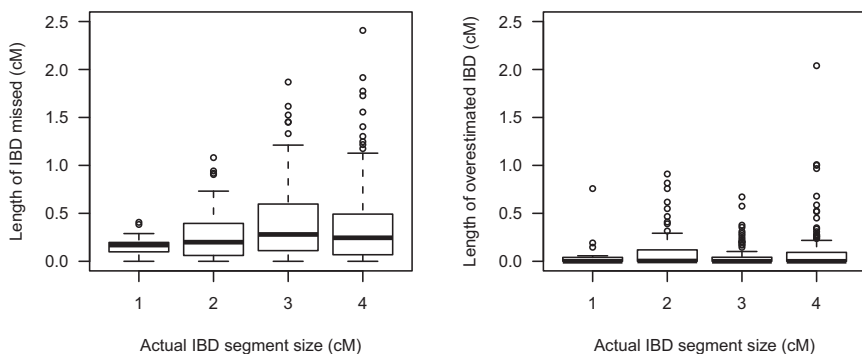 Length of IBD missed (cM)
2.5
2.0
1.5
1.0
0.5
0.0
1 2 3 4
Actual IBD segment size (cM)
Length of overestimated IBD (cM)
2.5
2.0
1.5
1.0
0.5
0.0
1 2 3 4
Actual IBD segment size (cM)